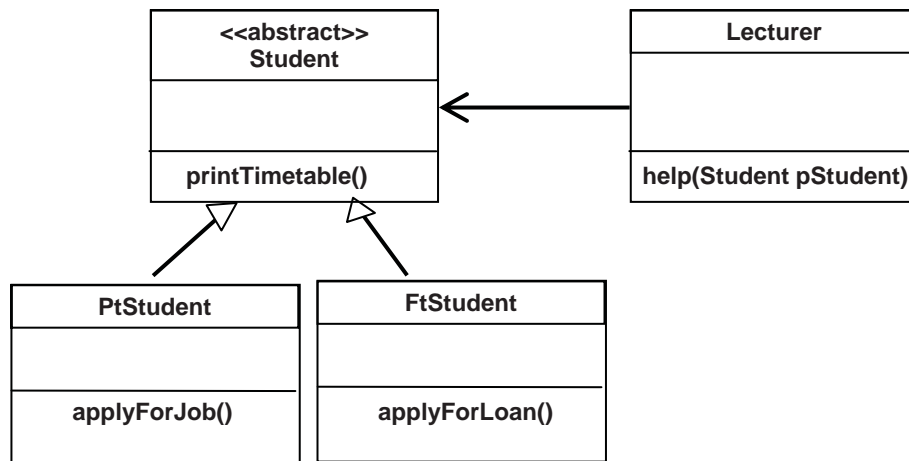 <<abstract>>
Student
printTimetable()
Lecturer
help(Student pStudent)
PtStudent
applyForJob()
FtStudent
applyForLoan()